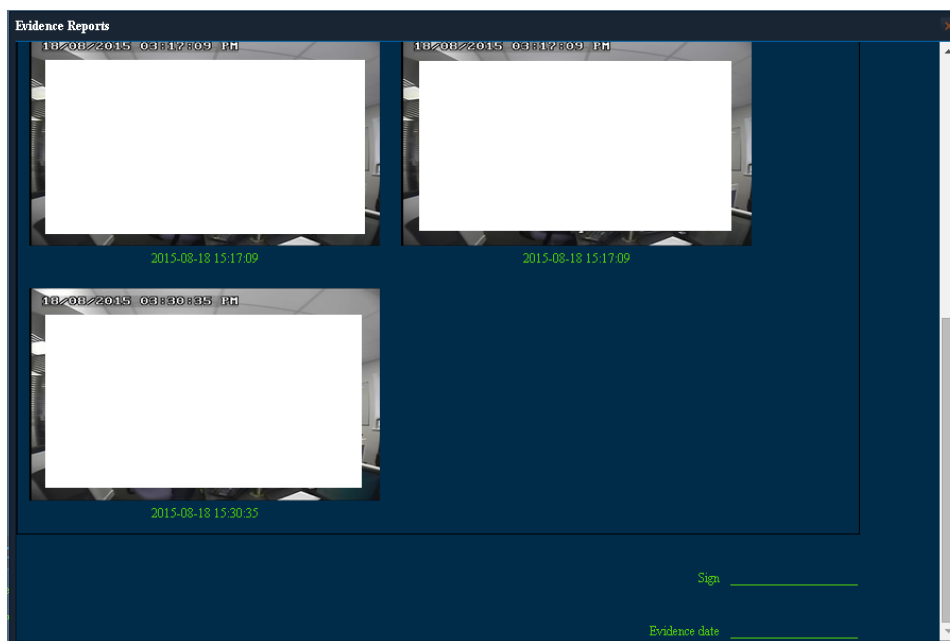 Evidence Reports
18/08/2015 03:17:09 PM 18/08/2015 03:17:09 PM
2015-08-18 15:17:09 2015-08-18 15:17:09
18/08/2015 03:30:35 PM
2015-08-18 15:30:35
Sign
Evidence date